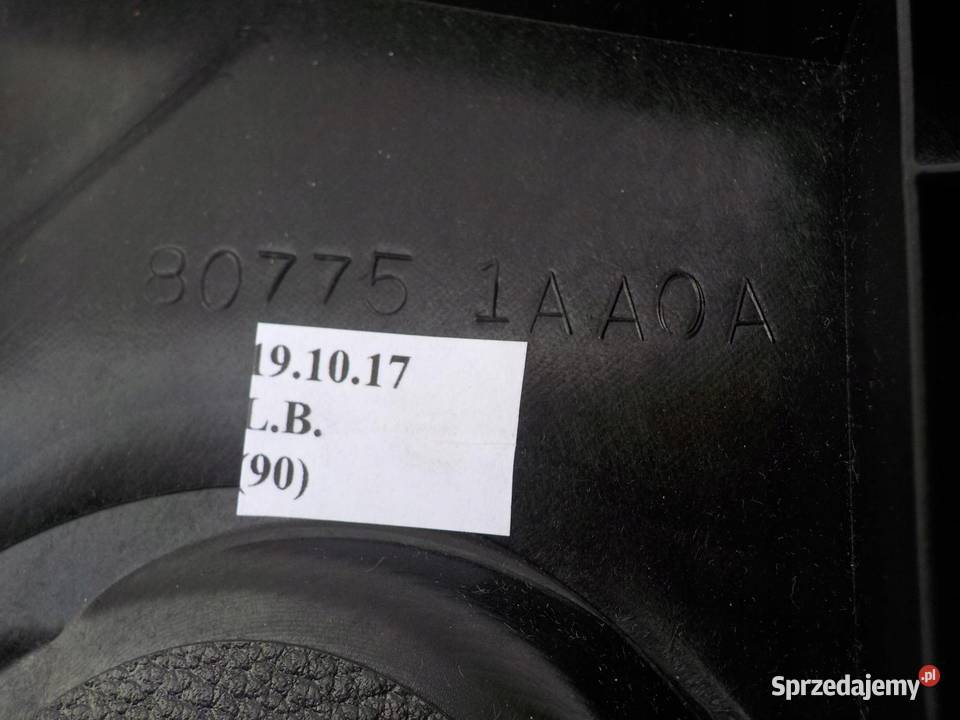 80775 1AA0A
19.10.17
L.B.
(90)
Sprzedajemy.pl